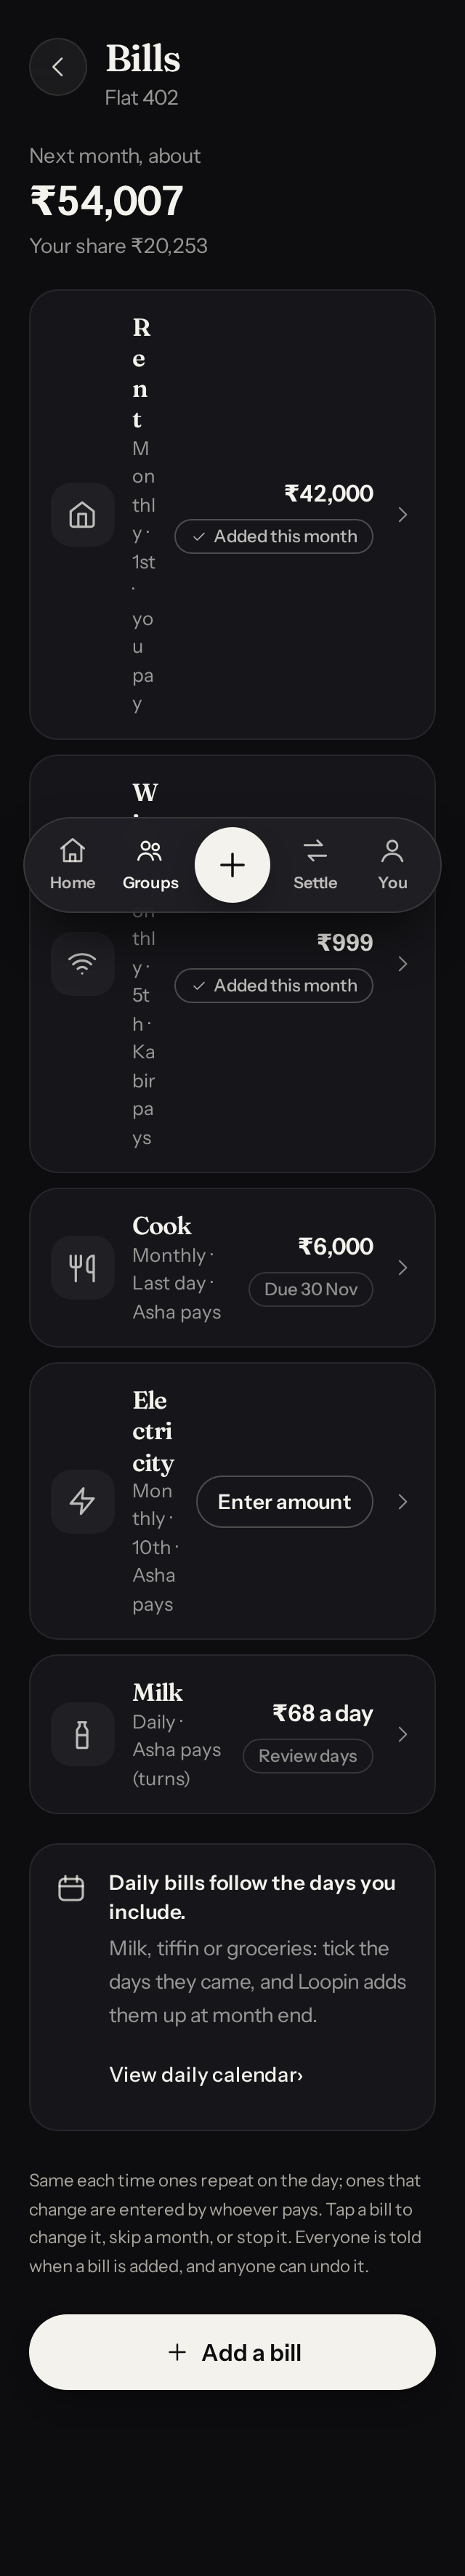 Bills
Flat 402
Next month, about
₹54,007
Your share ₹20,253
R
e
n
t
M
on
thl
y ·
1st
·
yo
u
pa
y
₹42,000
Added this month
W
Home
Groups
Settle
You
thl
y ·
5t
h ·
Ka
bir
pa
ys
₹999
Added this month
Cook
Monthly ·
Last day ·
Asha pays
₹6,000
Due 30 Nov
Ele
ctri
city
Mon
thly ·
10th ·
Asha
pays
Enter amount
Milk
Daily ·
Asha pays
(turns)
₹68 a day
Review days
Daily bills follow the days you
include.
Milk, tiffin or groceries: tick the
days they came, and Loopin adds
them up at month end.
View daily calendar›
Same each time ones repeat on the day; ones that
change are entered by whoever pays. Tap a bill to
change it, skip a month, or stop it. Everyone is told
when a bill is added, and anyone can undo it.
Add a bill